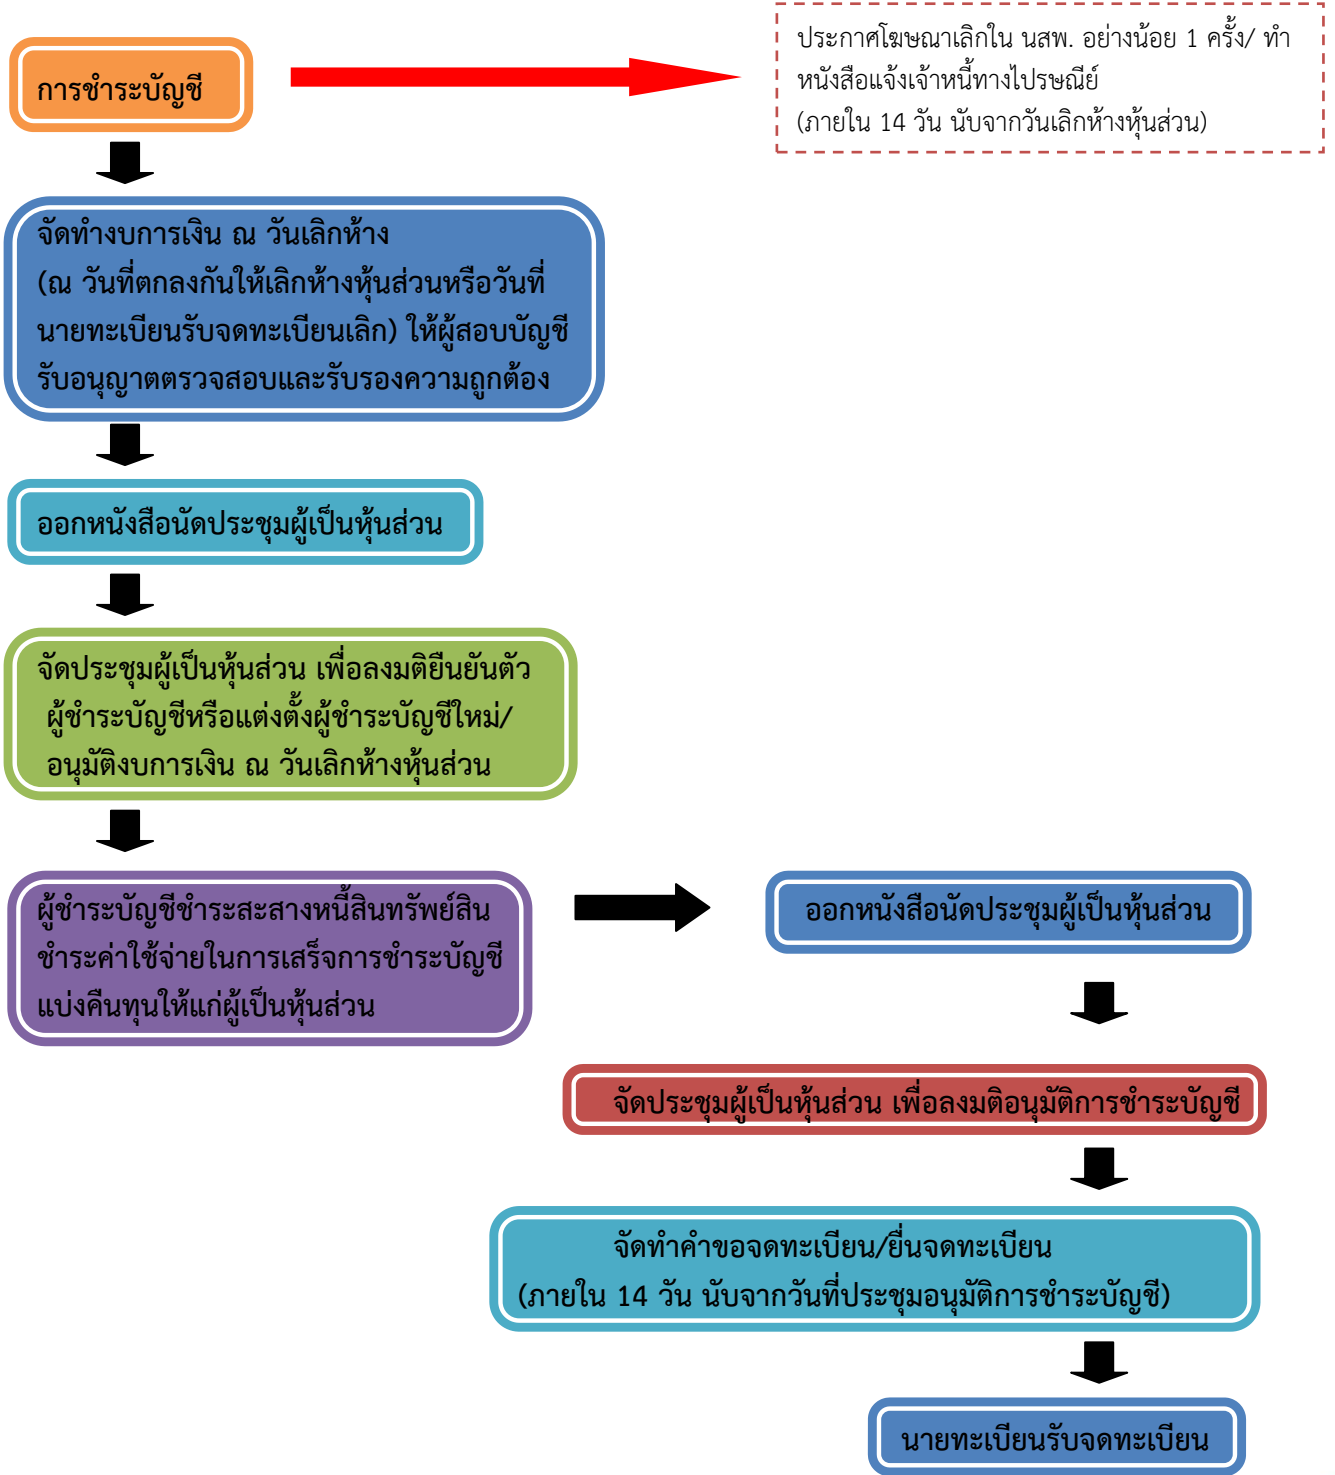 การชำระบัญชี
ประกาศโฆษณาเลิกใน นสพ. อย่างน้อย 1 ครั้ง/ ทำ
หนังสือแจ้งเจ้าหนี้ทางไปรษณีย์
(ภายใน 14 วัน นับจากวันเลิกห้างหุ้นส่วน)
จัดทำงบการเงิน ณ วันเลิกห้าง
(ณ วันที่ตกลงกันให้เลิกห้างหุ้นส่วนหรือวันที่
นายทะเบียนรับจดทะเบียนเลิก) ให้ผู้สอบบัญชี
รับอนุญาตตรวจสอบและรับรองความถูกต้อง
ออกหนังสือนัดประชุมผู้เป็นหุ้นส่วน
จัดประชุมผู้เป็นหุ้นส่วน เพื่อลงมติยืนยันตัว
ผู้ชำระบัญชีหรือแต่งตั้งผู้ชำระบัญชีใหม่/
อนุมัติงบการเงิน ณ วันเลิกห้างหุ้นส่วน
ผู้ชำระบัญชีชำระสะสางหนี้สินทรัพย์สิน
ชำระค่าใช้จ่ายในการเสร็จการชำระบัญชี
แบ่งคืนทุนให้แก่ผู้เป็นหุ้นส่วน
ออกหนังสือนัดประชุมผู้เป็นหุ้นส่วน
จัดประชุมผู้เป็นหุ้นส่วน เพื่อลงมติอนุมัติการชำระบัญชี
จัดทำคำขอจดทะเบียน/ยื่นจดทะเบียน
(ภายใน 14 วัน นับจากวันที่ประชุมอนุมัติการชำระบัญชี)
นายทะเบียนรับจดทะเบียน